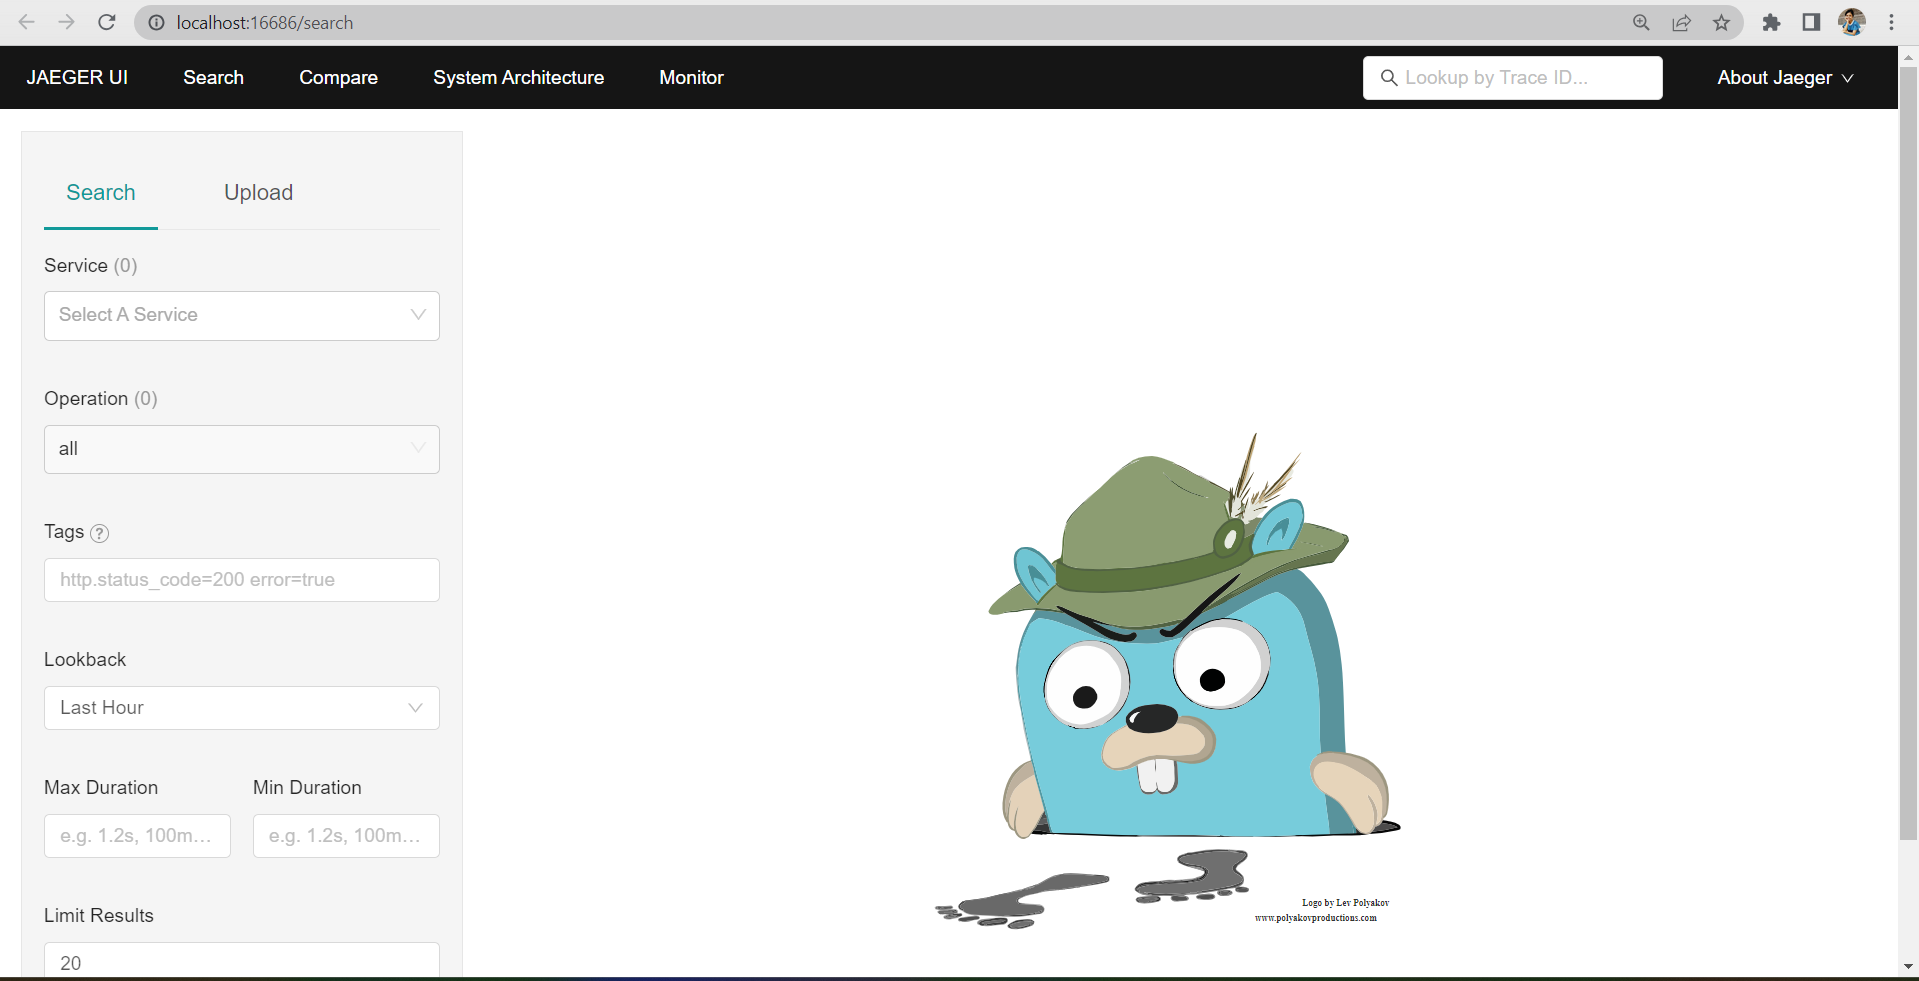 localhost:16686/search
JAEGER UI Search Compare System Architecture Monitor Lookup by Trace ID... About Jaeger
Search Upload
Service (0)
Select A Service
Operation (0)
all
Tags ?
http.status_code=200 error=true
Lookback
Last Hour
Max Duration Min Duration
e.g. 1.2s, 100m... e.g. 1.2s, 100m...
Limit Results
20
Logo by Lev Polyakov
www.polyakovproductions.com